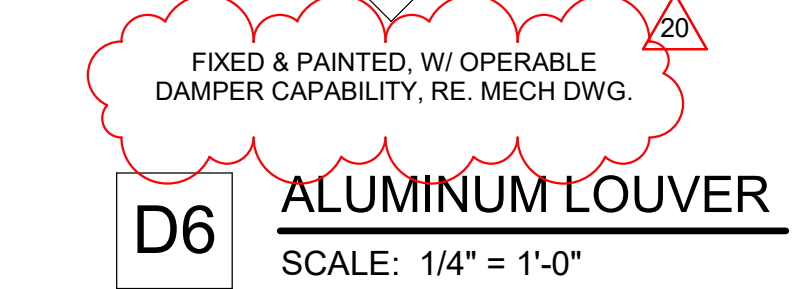 20
FIXED & PAINTED, W/ OPERABLE
DAMPER CAPABILITY, RE. MECH DWG.
D6
ALUMINUM LOUVER
SCALE: 1/4" = 1'-0"